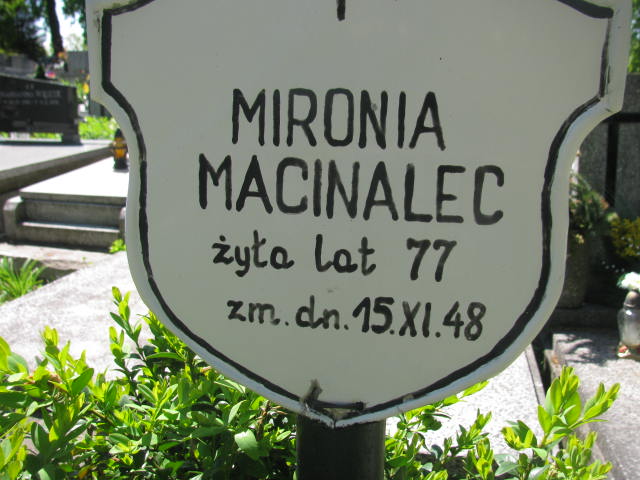 MIRONIA
MACINALEC
żyła lat 77
zm. dn. 15.XI.48